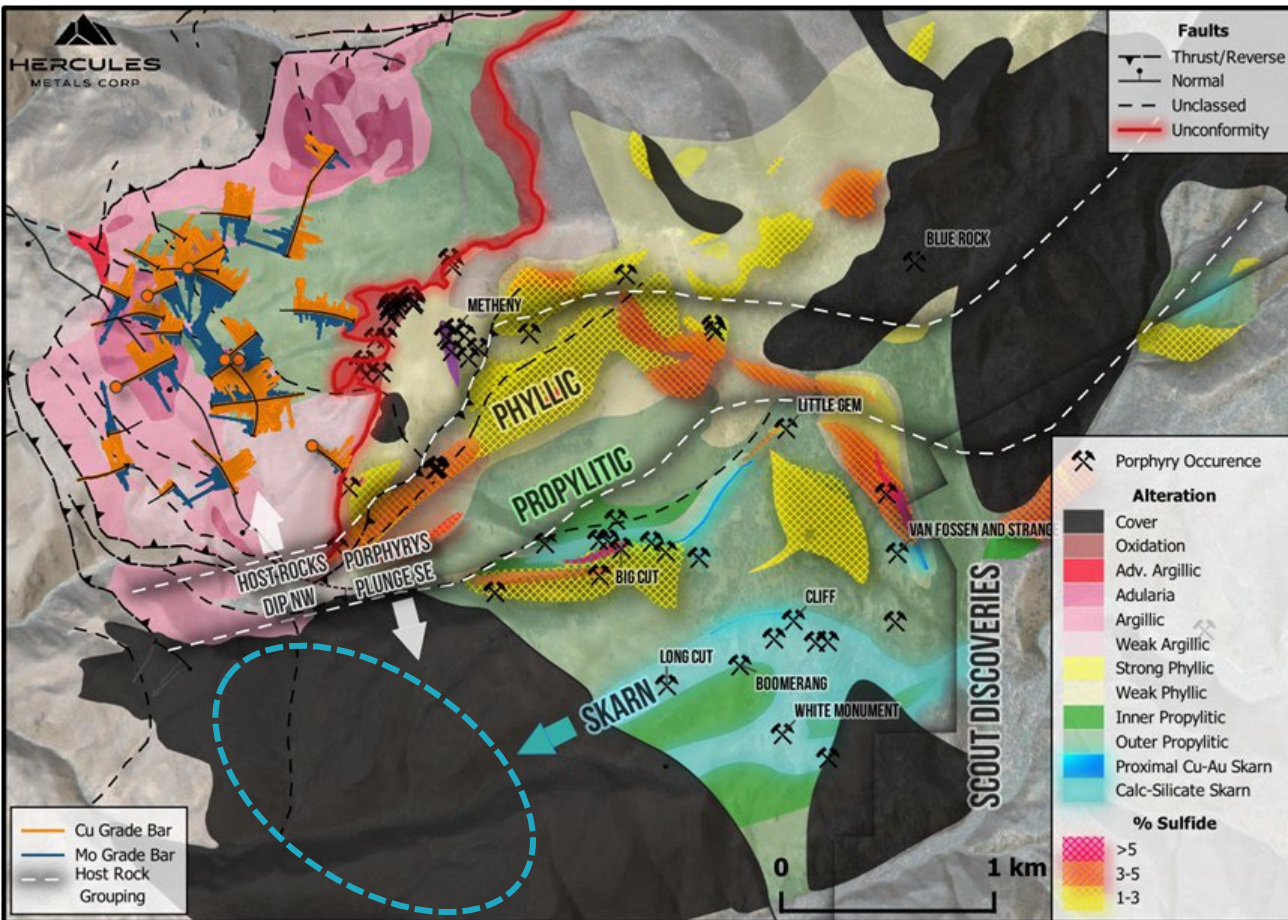 HERCULES
METALS CORP.
Faults
Thrust/Reverse
Normal
Unclassed
Unconformity
BLUE ROCK
METHENY
PHYLLIC
LITTLE GEM
PROPYLITIC
VAN FOSSEN AND STRANGE
HOST ROCKS
DIP NW
PORPHYRYS
PLUNGE SE
BIG CUT
CLIFF
LONG CUT
BOOMERANG
SKARN
WHITE MONUMENT
SCOUT DISCOVERIES
Porphyry Occurence
Alteration
Cover
Oxidation
Adv. Argillic
Adularia
Argillic
Weak Argillic
Strong Phyllic
Weak Phyllic
Inner Propylitic
Outer Propylitic
Proximal Cu-Au Skarn
Calc-Silicate Skarn
% Sulfide
>5
3-5
1-3
Cu Grade Bar
Mo Grade Bar
Host Rock
Grouping
0 1 km